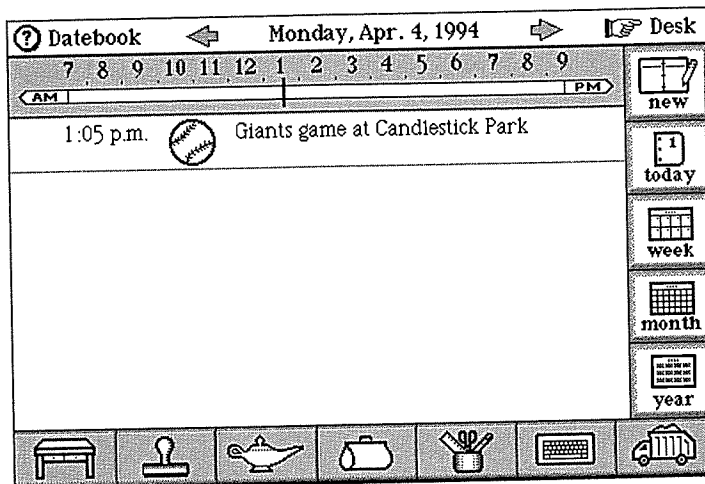 ? Datebook Monday, Apr. 4, 1994 Desk
7 8 9 10 11 12 1 2 3 4 5 6 7 8 9
AM PM
new
1:05 p.m. Giants game at Candlestick Park
1
today
week
month
year